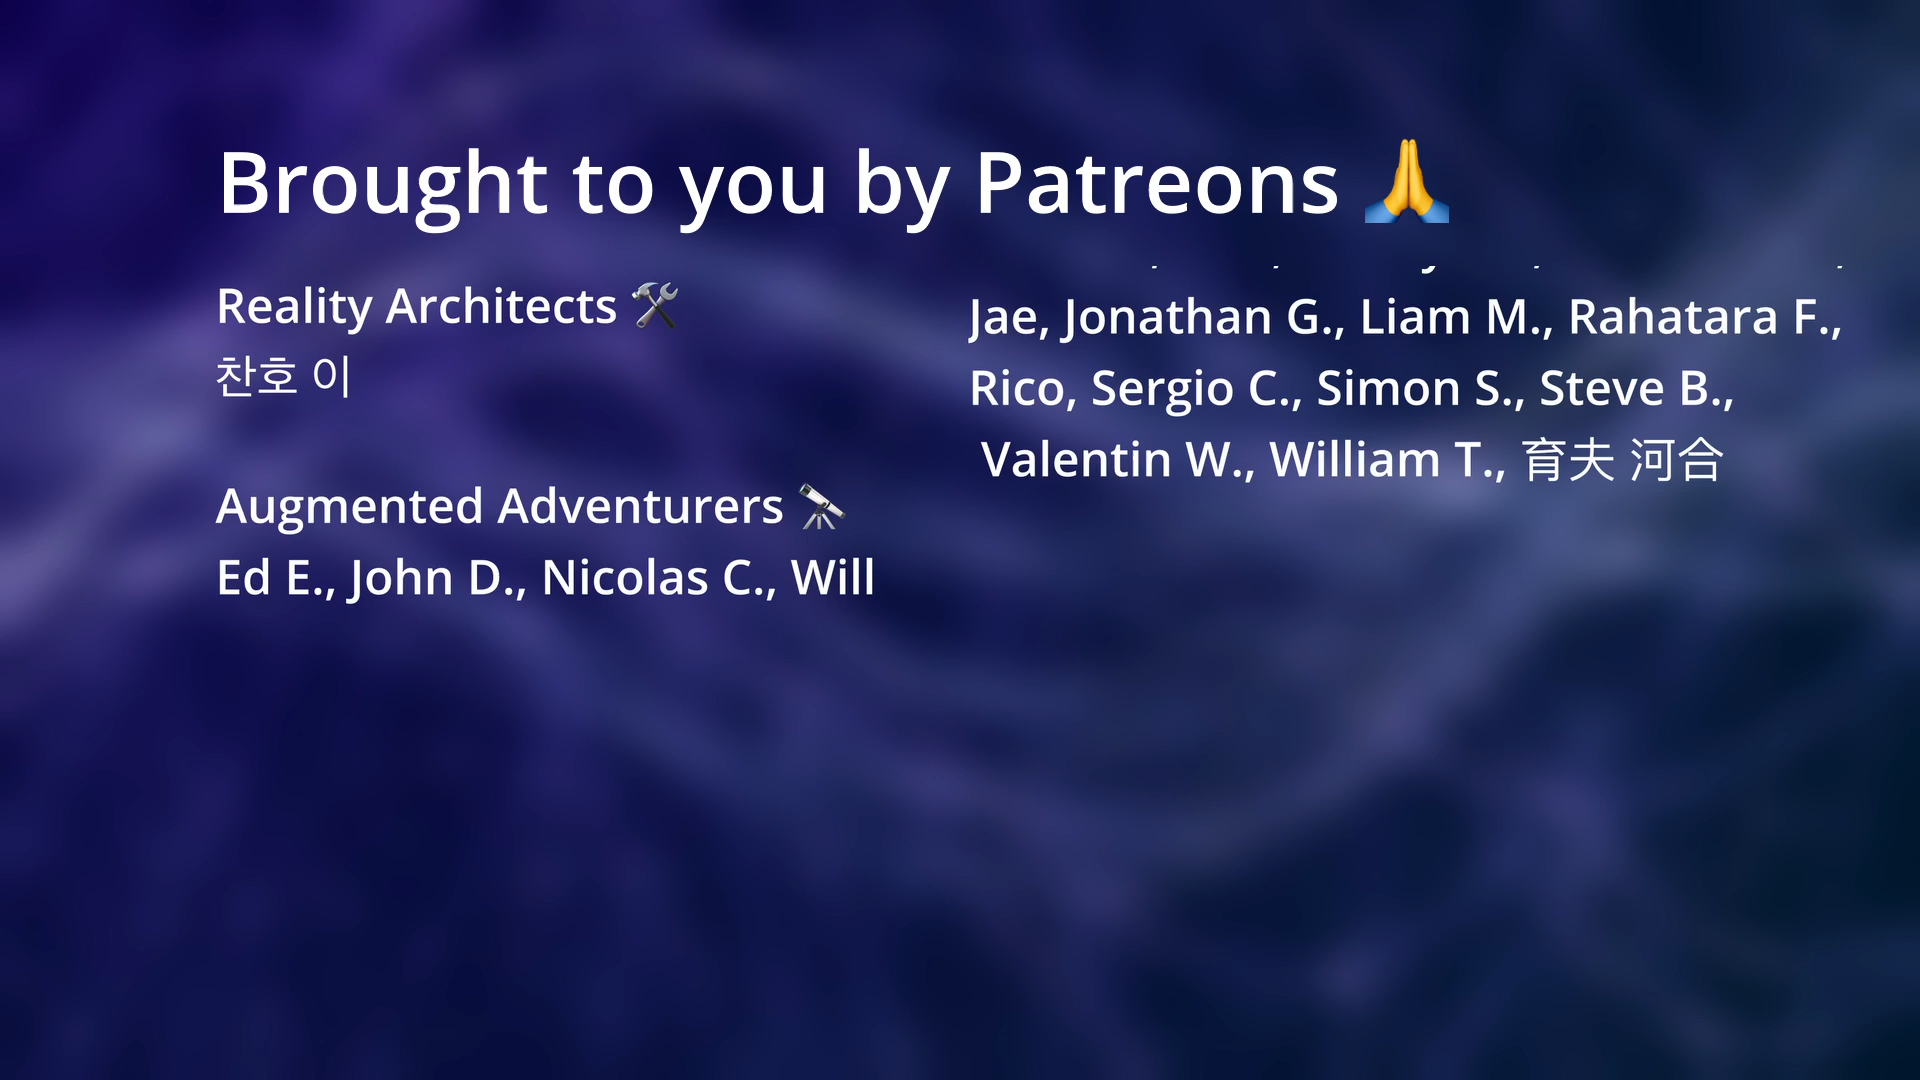 Brought to you by Patreons 🙏
Reality Architects 🛠
찬호 이
Augmented Adventurers 🔭
Ed E., John D., Nicolas C., Will
Jae, Jonathan G., Liam M., Rahatara F.,
Rico, Sergio C., Simon S., Steve B.,
Valentin W., William T., 育夫 河合